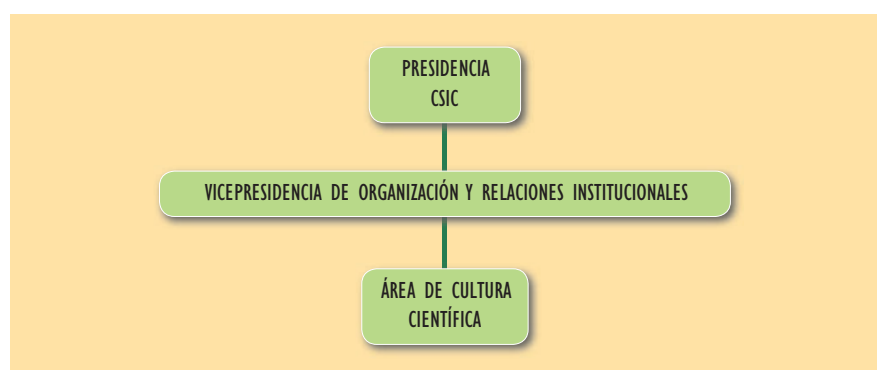 PRESIDENCIA
CSIC
VICEPRESIDENCIA DE ORGANIZACIÓN Y RELACIONES INSTITUCIONALES
ÁREA DE CULTURA
CIENTÍFICA